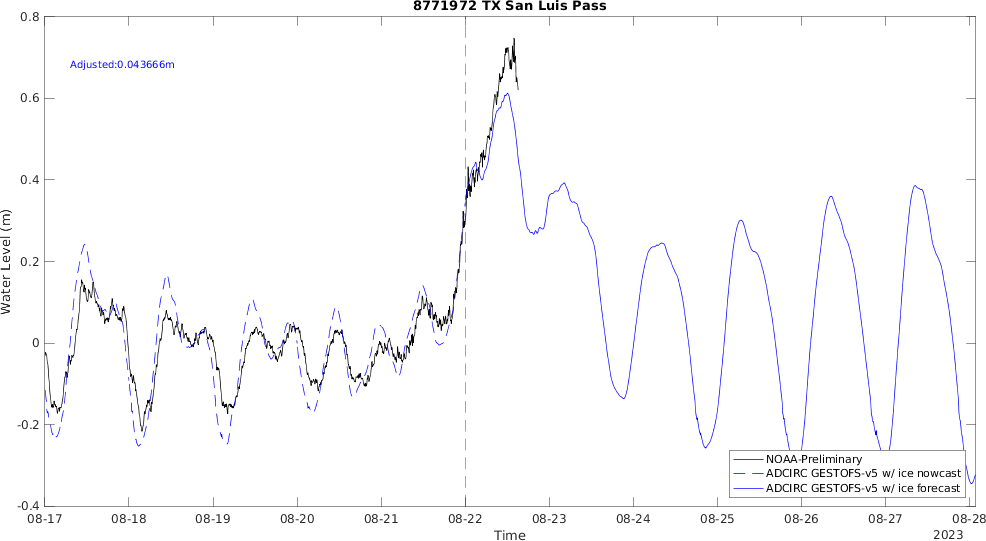 8771972 TX San Luis Pass
Adjusted:0.043666m
Water Level (m)
0.8
0.6
0.4
0.2
0
-0.2
-0.4
NOAA-Preliminary
ADCIRC GESTOFS-v5 w/ ice nowcast
ADCIRC GESTOFS-v5 w/ ice forecast
08-17 08-18 08-19 08-20 08-21 08-22 08-23 08-24 08-25 08-26 08-27 08-28
Time
2023